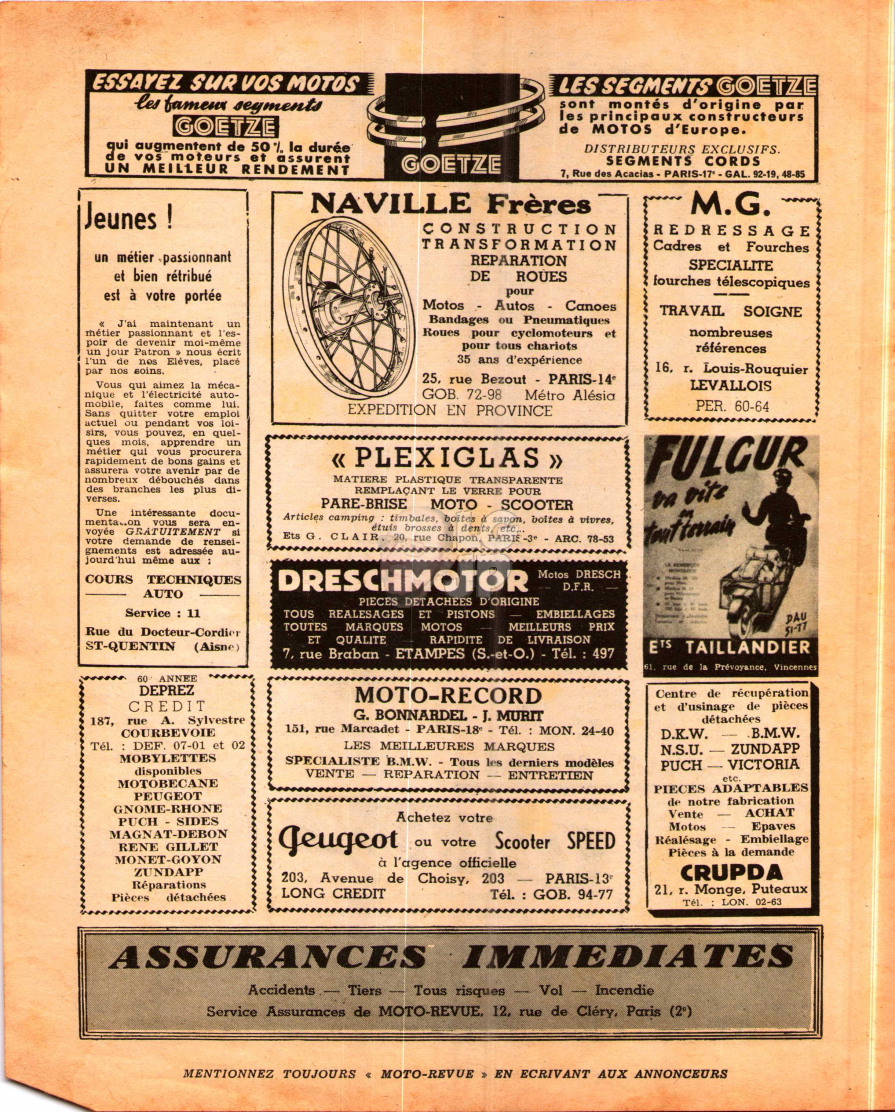 ESSAYEZ SUR VOS MOTOS
les fameux segments
GOETZE
qui augmentent de 50 % la durée
de vos moteurs et assurent
UN MEILLEUR RENDEMENT
GOETZE
LES SEGMENTS GOETZE
sont montés d'origine par
les principaux constructeurs
de MOTOS d'Europe.
DISTRIBUTEURS EXCLUSIFS.
SEGMENTS CORDS
7, Rue des Acacias - PARIS-17e - GAL. 92-19, 48-85
Jeunes !
un métier passionnant
et bien rétribué
est à votre portée
« J'ai maintenant un
métier passionnant et l'es-
poir de devenir moi-même
un jour Patron » nous écrit
l'un de nos Elèves, placé
par nos soins.
Vous qui aimez la méca-
nique et l'électricité auto-
mobile, faites comme lui.
Sans quitter votre emploi
actuel ou pendant vos loi-
sirs, vous pouvez, en quel-
ques mois, apprendre un
métier qui vous procurera
rapidement de bons gains et
assurera votre avenir par de
nombreux débouchés dans
des branches les plus di-
verses.
Une intéressante docu-
mentation vous sera en-
voyée GRATUITEMENT si
votre demande de rensei-
gnements est adressée au-
jourd'hui même aux :
COURS TECHNIQUES
AUTO
Service : 11
Rue du Docteur-Cordier
ST-QUENTIN (Aisne)
NAVILLE Frères
CONSTRUCTION
TRANSFORMATION
REPARATION
DE ROUES
pour
Motos - Autos - Canoes
Bandages ou Pneumatiques
Roues pour cyclomoteurs et
pour tous chariots
35 ans d'expérience
25, rue Bezout - PARIS-14e
GOB. 72-98 Métro Alésia
EXPEDITION EN PROVINCE
M.G.
REDRESSAGE
Cadres et Fourches
SPECIALITE
fourches télescopiques
TRAVAIL SOIGNE
nombreuses
références
16, r. Louis-Rouquier
LEVALLOIS
PER. 60-64
« PLEXIGLAS »
MATIERE PLASTIQUE TRANSPARENTE
REMPLAÇANT LE VERRE POUR
PARE-BRISE MOTO - SCOOTER
Articles camping : timbales, boîtes à savon, boîtes à vivres,
étuis brosses à dents, etc...
Ets G. CLAIR, 20, rue Chapon, PARIS-3e - ARC. 78-53
FULGUR
va vite
en
tout terrain
DAU
51-77
ETS TAILLANDIER
61, rue de la Prévoyance, Vincennes
DRESCHMOTOR Motos DRESCH
— D.F.R. —
PIECES DETACHEES D'ORIGINE
TOUS REALESAGES ET PISTONS — EMBIELLAGES
TOUTES MARQUES MOTOS — MEILLEURS PRIX
ET QUALITE — RAPIDITE DE LIVRAISON
7, rue Braban - ETAMPES (S.-et-O.) - Tél. : 497
60e ANNEE
DEPREZ
CREDIT
187, rue A. Sylvestre
COURBEVOIE
Tél. : DEF. 07-01 et 02
MOBYLETTES
disponibles
MOTOBECANE
PEUGEOT
GNOME-RHONE
PUCH - SIDES
MAGNAT-DEBON
RENE GILLET
MONET-GOYON
ZUNDAPP
Réparations
Pièces détachées
MOTO-RECORD
G. BONNARDEL - J. MURIT
151, rue Marcadet - PARIS-18e - Tél. : MON. 24-40
LES MEILLEURES MARQUES
SPECIALISTE B.M.W. - Tous les derniers modèles
VENTE — REPARATION — ENTRETIEN
Achetez votre
Peugeot ou votre Scooter SPEED
à l'agence officielle
203, Avenue de Choisy, 203 — PARIS-13e
LONG CREDIT Tél. : GOB. 94-77
Centre de récupération
et d'usinage de pièces
détachées
D.K.W. — B.M.W.
N.S.U. — ZUNDAPP
PUCH — VICTORIA
etc.
PIECES ADAPTABLES
de notre fabrication
Vente — ACHAT
Motos — Epaves
Réalésage - Embiellage
Pièces à la demande
CRUPDA
21, r. Monge, Puteaux
Tél. : LON. 02-63
ASSURANCES IMMEDIATES
Accidents — Tiers — Tous risques — Vol — Incendie
Service Assurances de MOTO-REVUE, 12, rue de Cléry, Paris (2e)
MENTIONNEZ TOUJOURS « MOTO-REVUE » EN ECRIVANT AUX ANNONCEURS